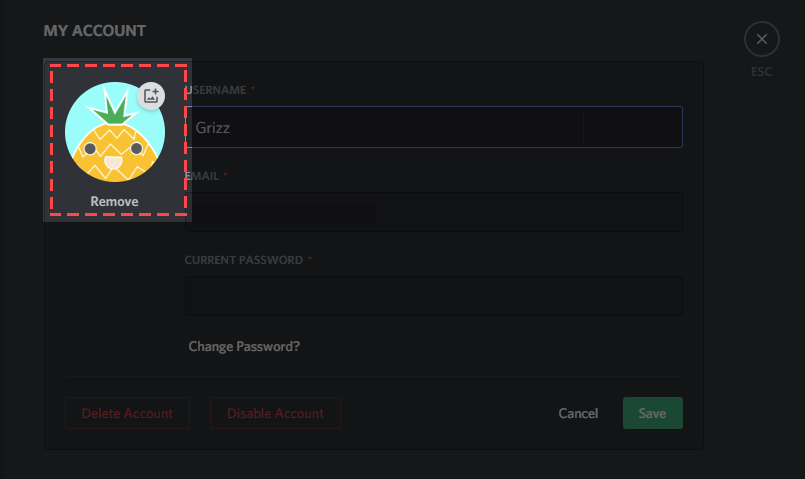 MY ACCOUNT
ESC
USERNAME *
Grizz
EMAIL *
Remove
CURRENT PASSWORD *
Change Password?
Delete Account
Disable Account
Cancel
Save